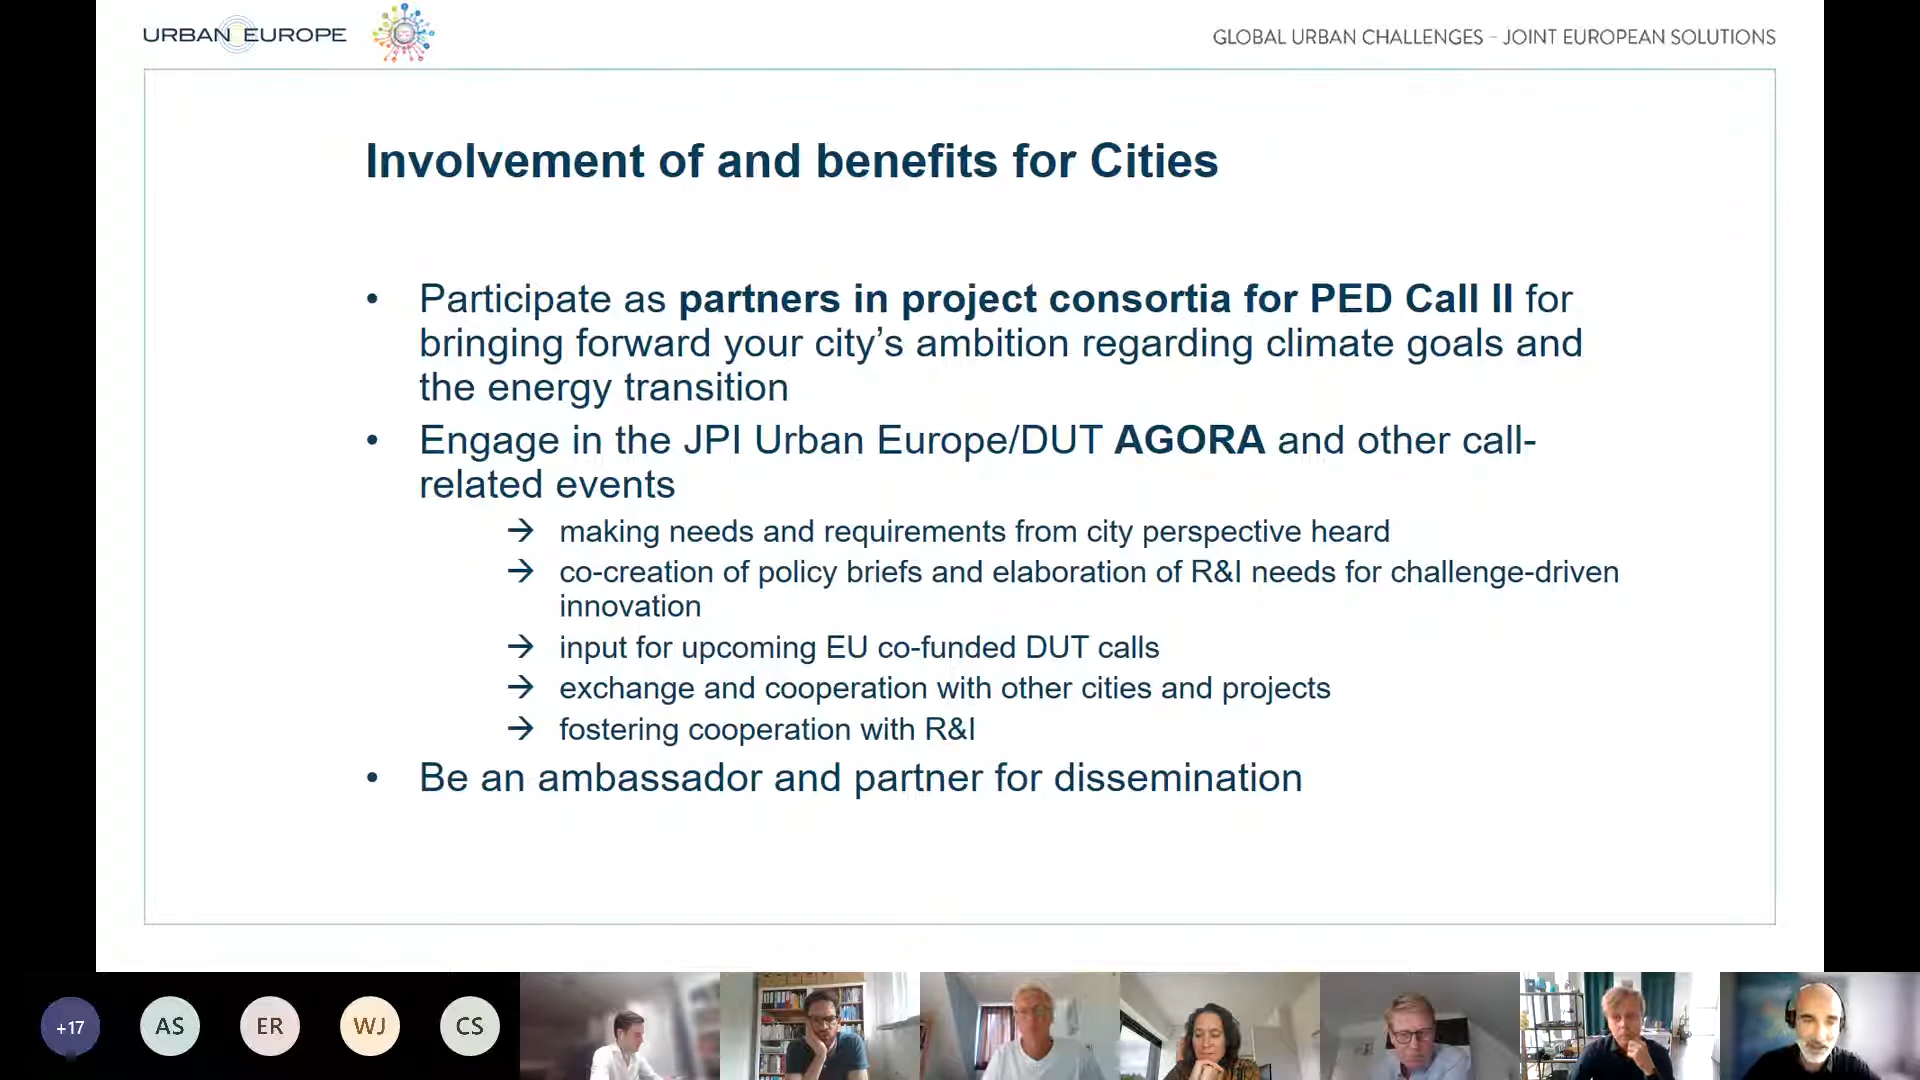 URBAN EUROPE
GLOBAL URBAN CHALLENGES – JOINT EUROPEAN SOLUTIONS
Involvement of and benefits for Cities
• Participate as partners in project consortia for PED Call II for
bringing forward your city’s ambition regarding climate goals and
the energy transition
• Engage in the JPI Urban Europe/DUT AGORA and other call-
related events
→ making needs and requirements from city perspective heard
→ co-creation of policy briefs and elaboration of R&I needs for challenge-driven
innovation
→ input for upcoming EU co-funded DUT calls
→ exchange and cooperation with other cities and projects
→ fostering cooperation with R&I
• Be an ambassador and partner for dissemination
+17 AS ER WJ CS